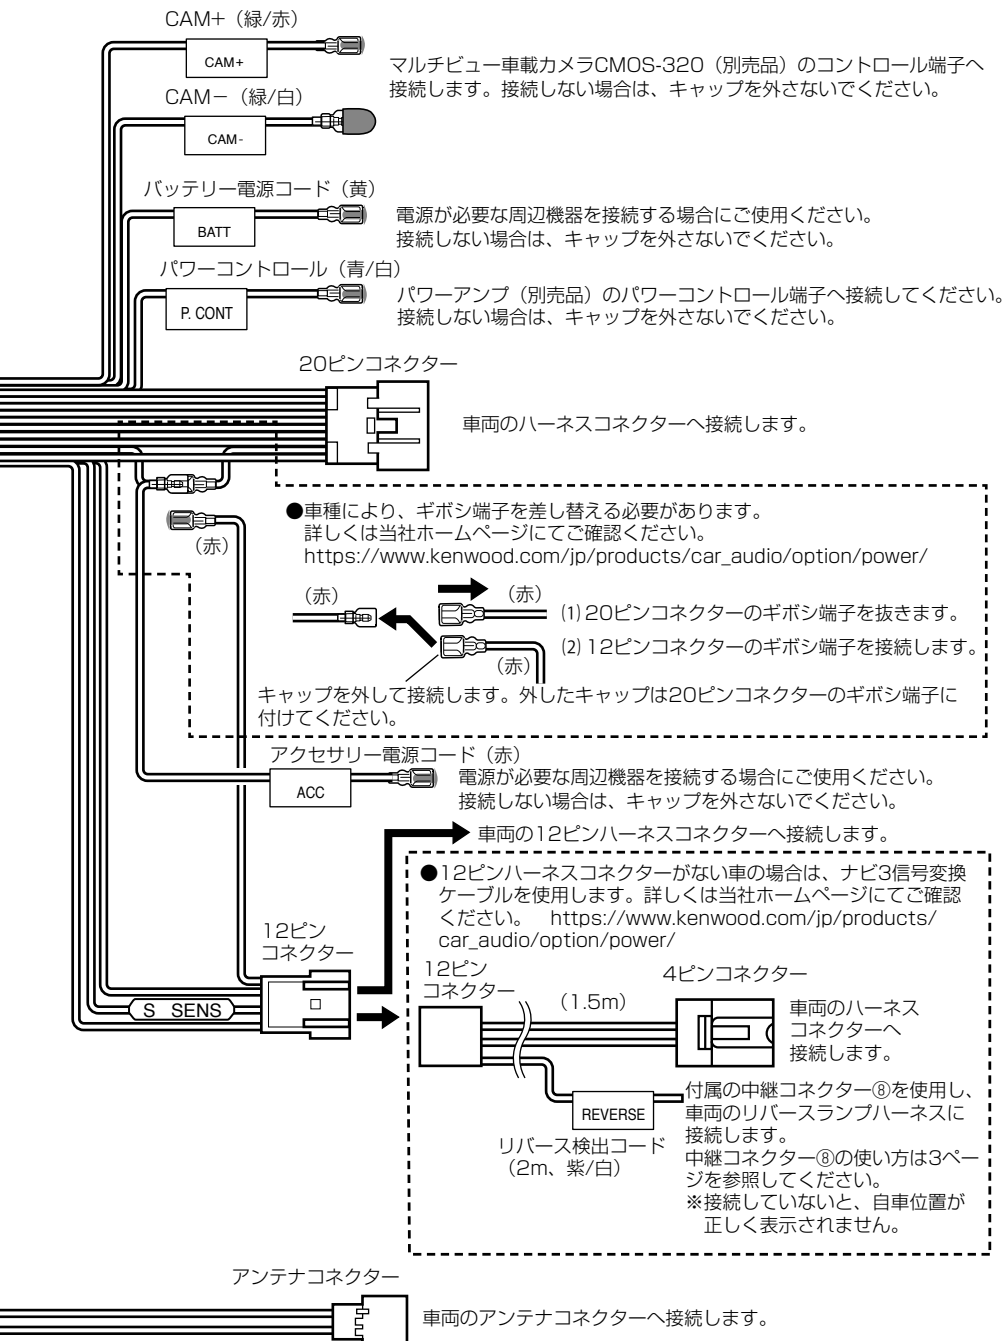 CAM+（緑/赤）
CAM+
マルチビュー車載カメラCMOS-320（別売品）のコントロール端子へ
接続します。接続しない場合は、キャップを外さないでください。
CAM－（緑/白）
CAM-
バッテリー電源コード（黄）
BATT
電源が必要な周辺機器を接続する場合にご使用ください。
接続しない場合は、キャップを外さないでください。
パワーコントロール（青/白）
P. CONT
パワーアンプ（別売品）のパワーコントロール端子へ接続してください。
接続しない場合は、キャップを外さないでください。
20ピンコネクター
車両のハーネスコネクターへ接続します。
（赤）
●車種により、ギボシ端子を差し替える必要があります。
詳しくは当社ホームページにてご確認ください。
https://www.kenwood.com/jp/products/car_audio/option/power/
（赤）
（赤）
⑴20ピンコネクターのギボシ端子を抜きます。
（赤）
⑵12ピンコネクターのギボシ端子を接続します。
キャップを外して接続します。外したキャップは20ピンコネクターのギボシ端子に
付けてください。
アクセサリー電源コード（赤）
ACC
電源が必要な周辺機器を接続する場合にご使用ください。
接続しない場合は、キャップを外さないでください。
車両の12ピンハーネスコネクターへ接続します。
●12ピンハーネスコネクターがない車の場合は、ナビ3信号変換
ケーブルを使用します。詳しくは当社ホームページにてご確認
ください。 https://www.kenwood.com/jp/products/
car_audio/option/power/
12ピン
コネクター
S SENS
12ピン
コネクター
（1.5m）
4ピンコネクター
車両のハーネス
コネクターへ
接続します。
REVERSE
リバース検出コード
（2m、紫/白）
付属の中継コネクター⑧を使用し、
車両のリバースランプハーネスに
接続します。
中継コネクター⑧の使い方は3ペー
ジを参照してください。
※接続していないと、自車位置が
正しく表示されません。
アンテナコネクター
車両のアンテナコネクターへ接続します。